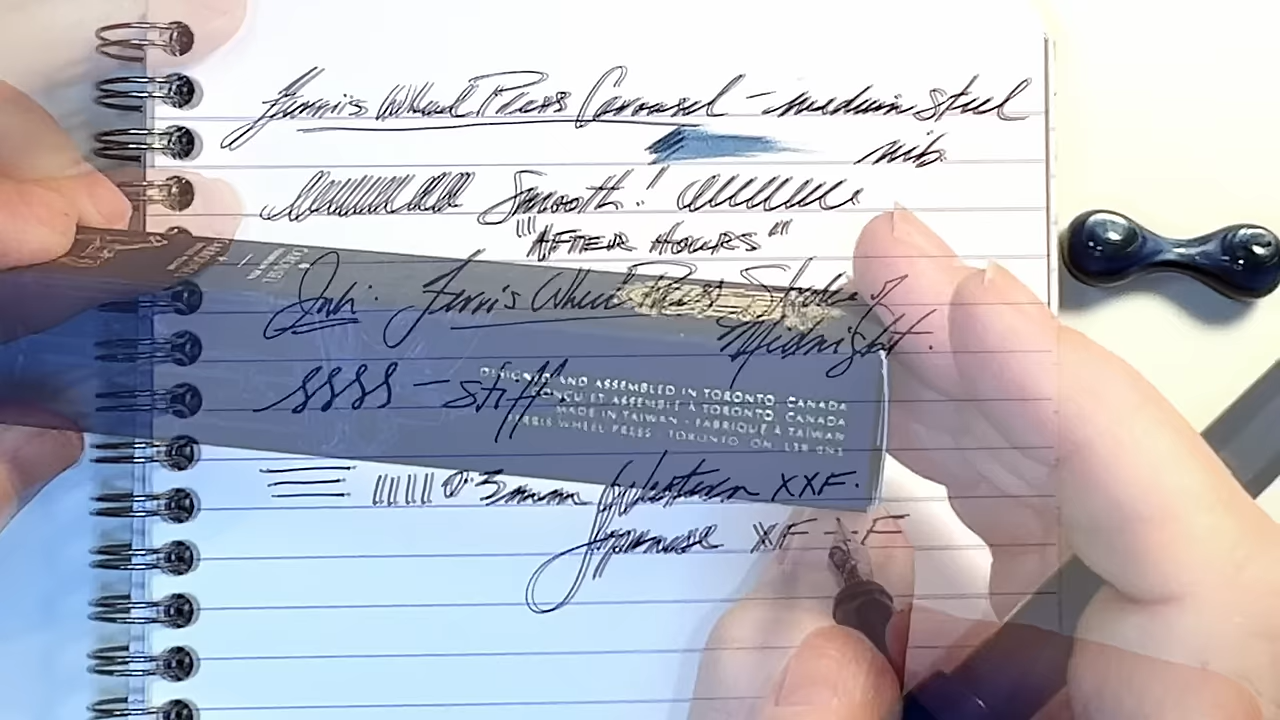 Ferris Wheel Press Carousel - medium steel
nib.
Smooth!
"AFTER HOURS"
Ink: Ferris Wheel Press Stroke of
Midnight.
SSSS - stiff.
DESIGNED AND ASSEMBLED IN TORONTO, CANADA
CONÇU ET ASSEMBLÉ À TORONTO, CANADA
MADE IN TAIWAN - FABRIQUÉ À TAIWAN
FERRIS WHEEL PRESS TORONTO ON
0.3mm Western XXF.
Japanese XF - F